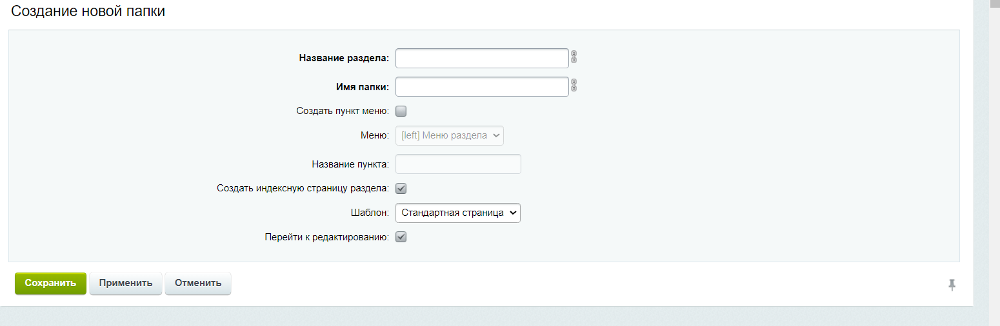 Создание новой папки
Название раздела:
Имя папки:
Создать пункт меню:
Меню: [left] Меню раздела
Название пункта:
Создать индексную страницу раздела:
Шаблон: Стандартная страница
Перейти к редактированию:
Сохранить Применить Отменить